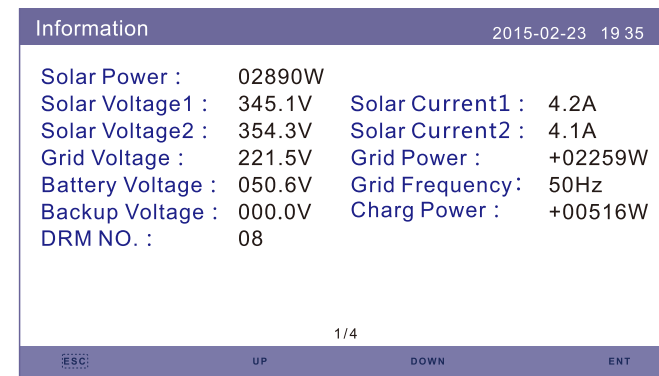 Information 2015-02-23 19 35
Solar Power : 02890W
Solar Voltage1 : 345.1V Solar Current1 : 4.2A
Solar Voltage2 : 354.3V Solar Current2 : 4.1A
Grid Voltage : 221.5V Grid Power : +02259W
Battery Voltage : 050.6V Grid Frequency: 50Hz
Backup Voltage : 000.0V Charg Power : +00516W
DRM NO. : 08
1/4
ESC UP DOWN ENT